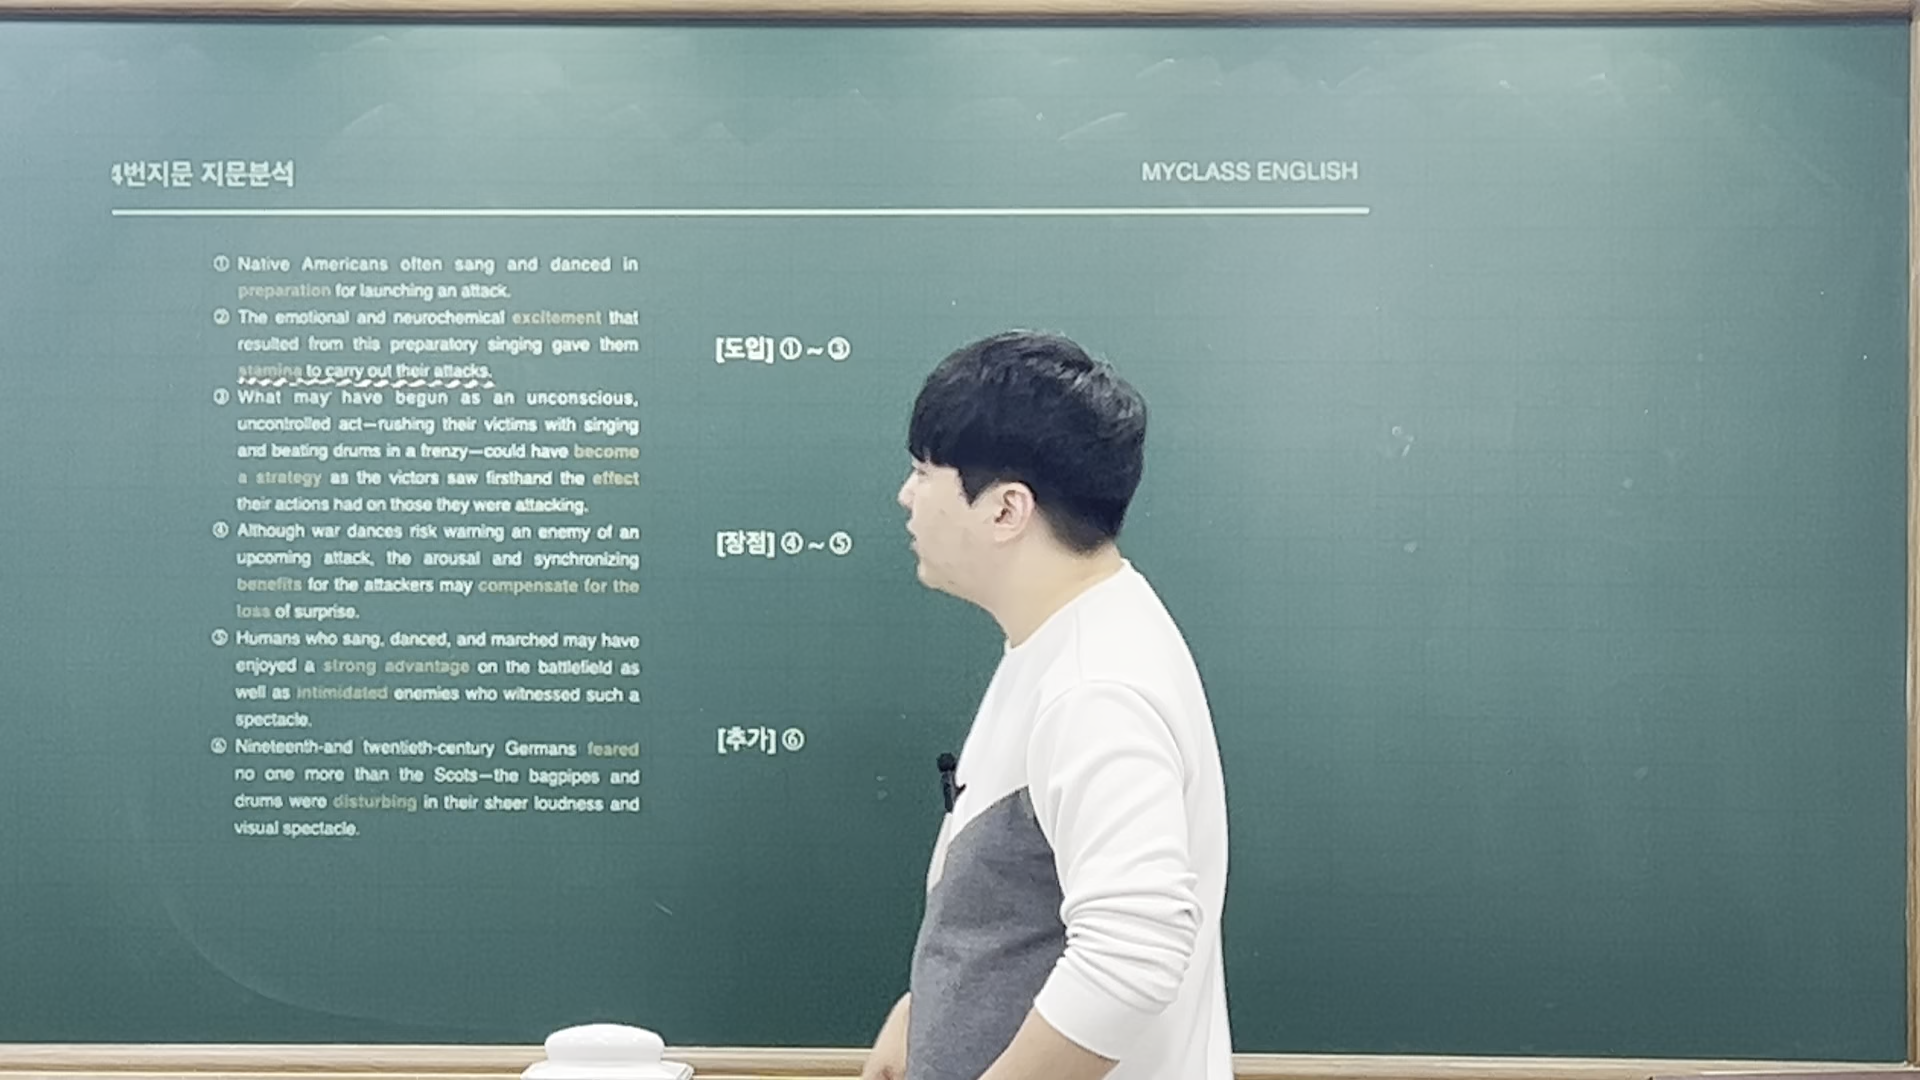 4번지문 지문분석
MYCLASS ENGLISH
① Native Americans often sang and danced in
preparation for launching an attack.
② The emotional and neurochemical excitement that
resulted from this preparatory singing gave them
stamina to carry out their attacks.
③ What may have begun as an unconscious,
uncontrolled act—rushing their victims with singing
and beating drums in a frenzy—could have become
a strategy as the victors saw firsthand the effect
their actions had on those they were attacking.
④ Although war dances risk warning an enemy of an
upcoming attack, the arousal and synchronizing
benefits for the attackers may compensate for the
loss of surprise.
⑤ Humans who sang, danced, and marched may have
enjoyed a strong advantage on the battlefield as
well as intimidated enemies who witnessed such a
spectacle.
⑥ Nineteenth-and twentieth-century Germans feared
no one more than the Scots—the bagpipes and
drums were disturbing in their sheer loudness and
visual spectacle.
[도입] ① ~ ③
[장점] ④ ~ ⑤
[추가] ⑥